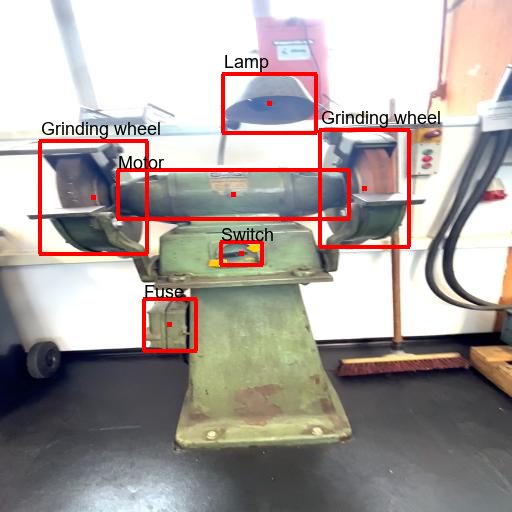 Lamp
Grinding wheel
Grinding wheel
Motor
Switch
Fuse